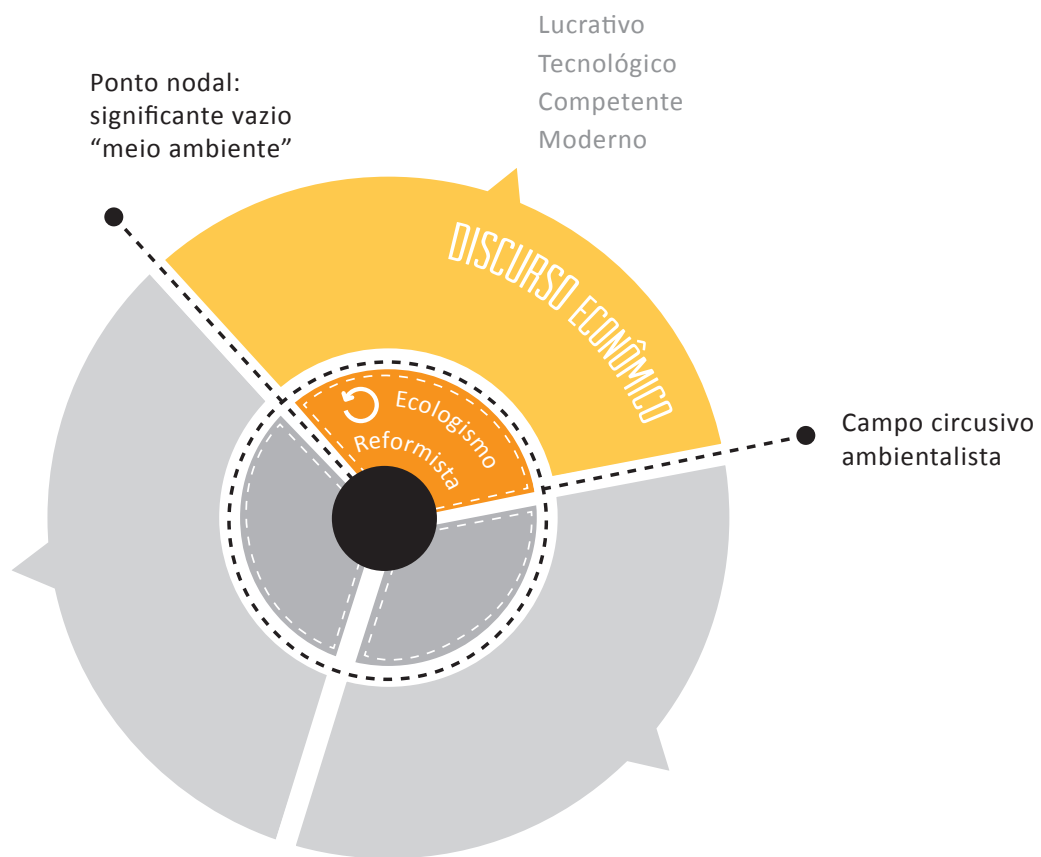 Lucrativo
Tecnológico
Competente
Moderno
Ponto nodal:
significante vazio
“meio ambiente”
DISCURSO ECONÔMICO
Ecologismo
Reformista
Campo circusivo
ambientalista